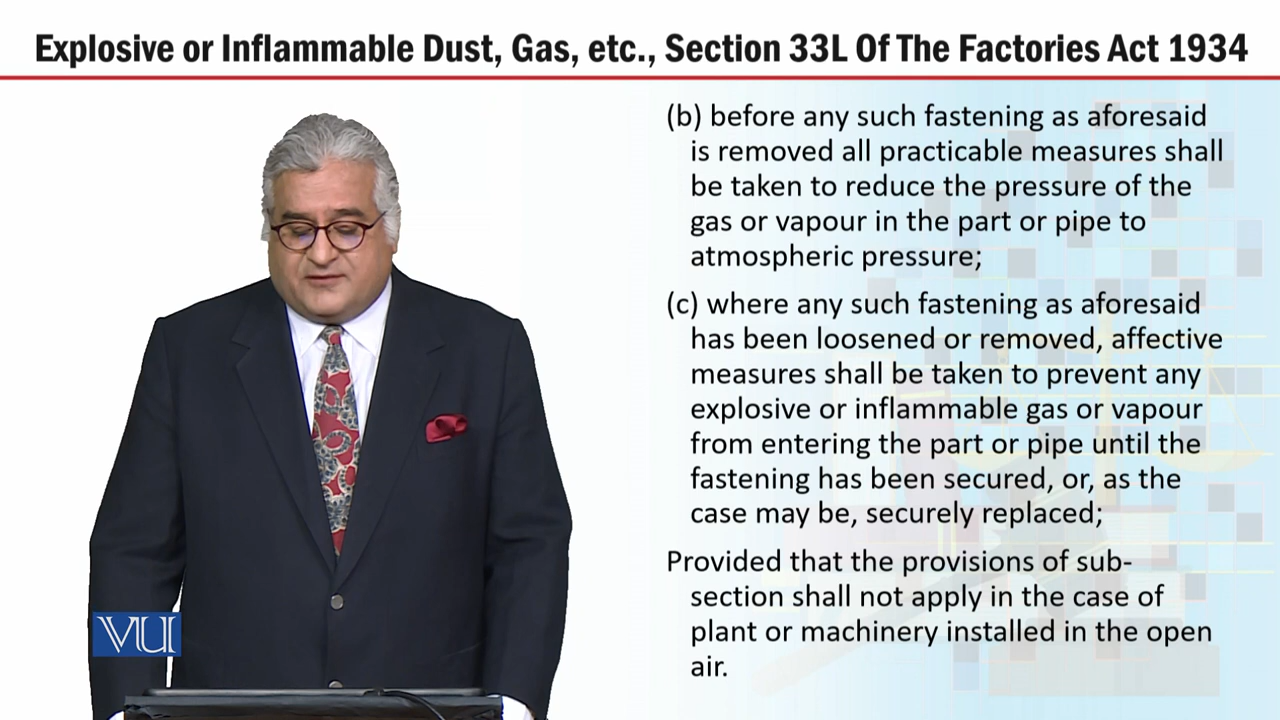 Explosive or Inflammable Dust, Gas, etc., Section 33L Of The Factories Act 1934
(b) before any such fastening as aforesaid
is removed all practicable measures shall
be taken to reduce the pressure of the
gas or vapour in the part or pipe to
atmospheric pressure;
(c) where any such fastening as aforesaid
has been loosened or removed, affective
measures shall be taken to prevent any
explosive or inflammable gas or vapour
from entering the part or pipe until the
fastening has been secured, or, as the
case may be, securely replaced;
Provided that the provisions of sub-
section shall not apply in the case of
plant or machinery installed in the open
air.
VU